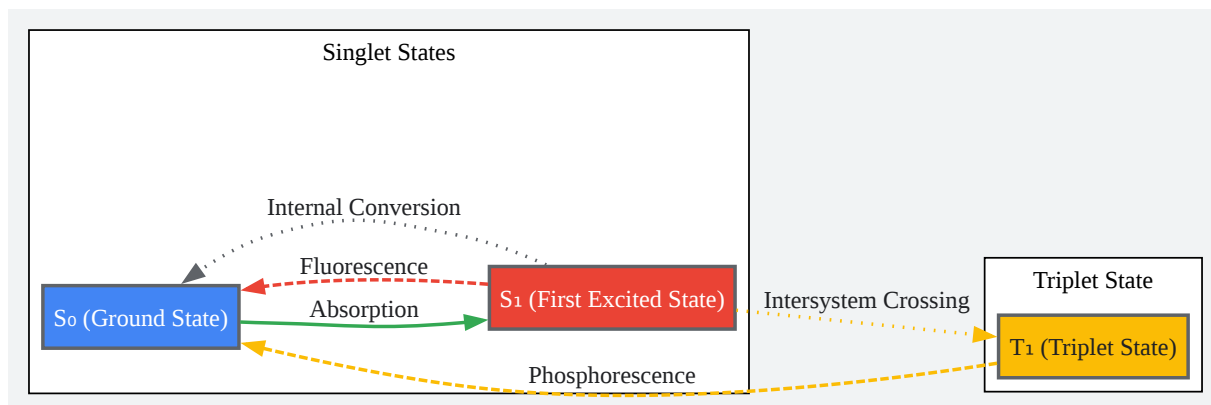 Singlet States
Internal Conversion
Fluorescence
Absorption
S₀ (Ground State)
S₁ (First Excited State)
Intersystem Crossing
Triplet State
T₁ (Triplet State)
Phosphorescence